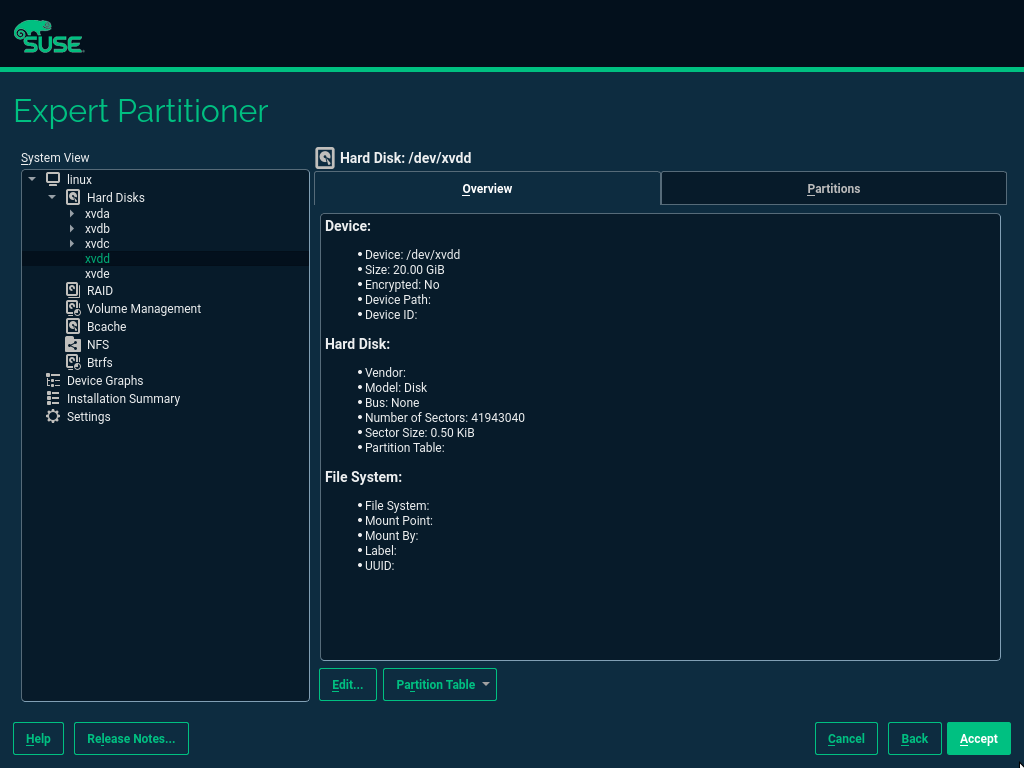 SUSE
Expert Partitioner
System View
linux
Hard Disks
xvda
xvdb
xvdc
xvdd
xvde
RAID
Volume Management
Bcache
NFS
Btrfs
Device Graphs
Installation Summary
Settings
Hard Disk: /dev/xvdd
Overview
Partitions
Device:
• Device: /dev/xvdd
• Size: 20.00 GiB
• Encrypted: No
• Device Path:
• Device ID:
Hard Disk:
• Vendor:
• Model: Disk
• Bus: None
• Number of Sectors: 41943040
• Sector Size: 0.50 KiB
• Partition Table:
File System:
• File System:
• Mount Point:
• Mount By:
• Label:
• UUID:
Edit...
Partition Table
Help
Release Notes...
Cancel
Back
Accept